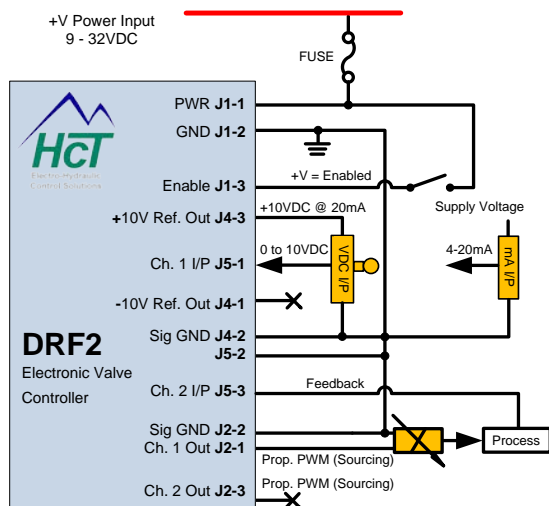 +V Power Input
9 - 32VDC
FUSE
PWR J1-1
GND J1-2
HcT
Electro-Hydraulic
Control Solutions
Enable J1-3
+V = Enabled
+10V Ref. Out J4-3
+10VDC @ 20mA
Supply Voltage
Ch. 1 I/P J5-1
0 to 10VDC
VDC I/P
4-20mA
mA I/P
-10V Ref. Out J4-1
Sig GND J4-2
J5-2
DRF2
Electronic Valve
Controller
Ch. 2 I/P J5-3
Feedback
Sig GND J2-2
Ch. 1 Out J2-1
Process
Prop. PWM (Sourcing)
Prop. PWM (Sourcing)
Ch. 2 Out J2-3